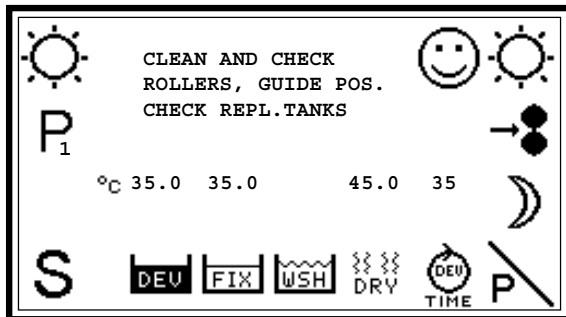 CLEAN AND CHECK
ROLLERS, GUIDE POS.
CHECK REPL.TANKS
P1
°C 35.0 35.0 45.0 35
S DEV FIX WSH DRY DEV TIME P